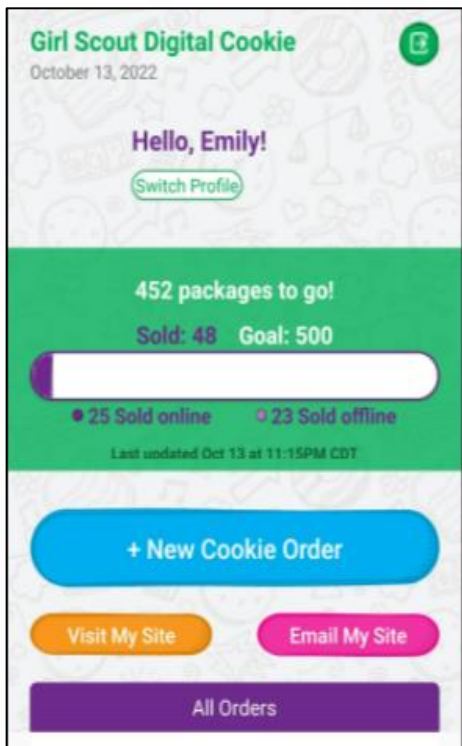 Girl Scout Digital Cookie
October 13, 2022
Hello, Emily!
Switch Profile
452 packages to go!
Sold: 48 Goal: 500
25 Sold online 23 Sold offline
Last updated Oct 13 at 11:15PM CDT
+ New Cookie Order
Visit My Site Email My Site
All Orders